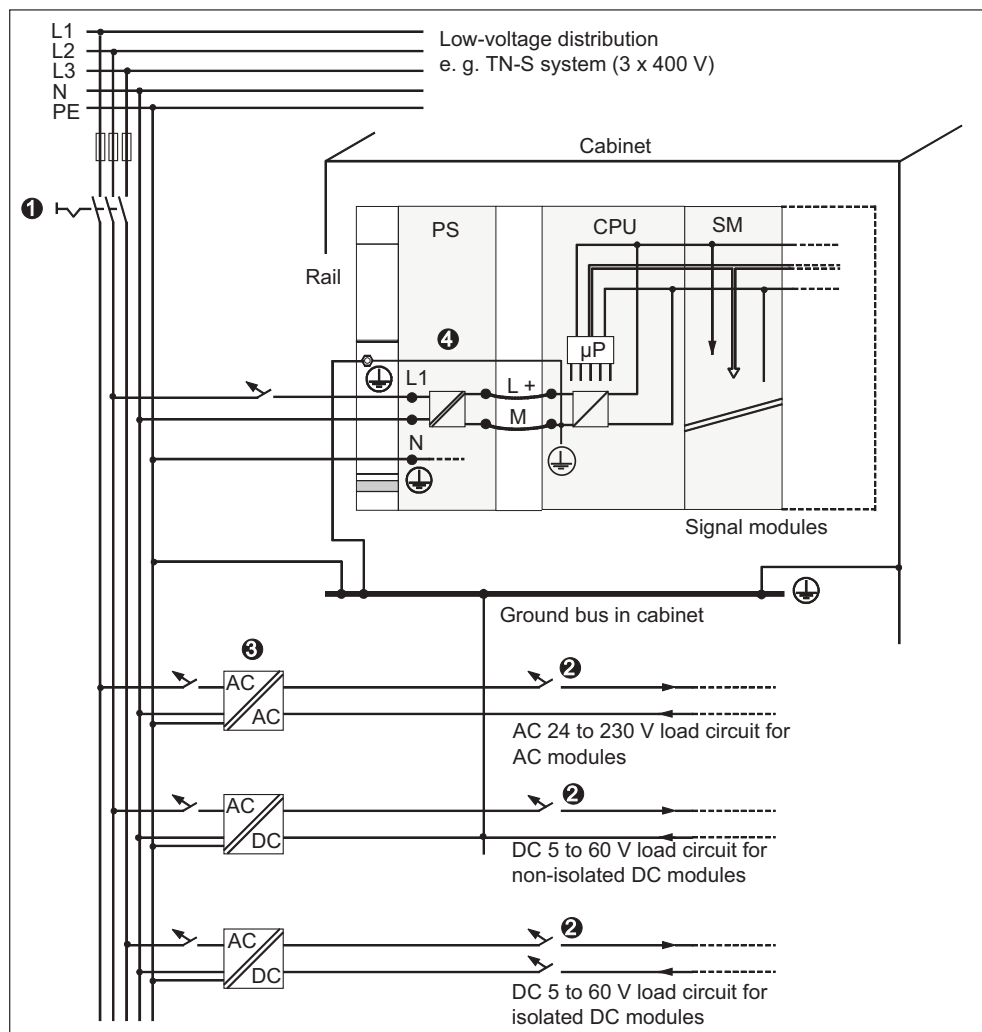 L1
L2
L3
N
PE
Low-voltage distribution
e. g. TN-S system (3 x 400 V)
Cabinet
❶
PS
CPU
SM
Rail
❹
µP
L1
L +
M
N
Signal modules
Ground bus in cabinet
❸
❷
AC
AC
AC 24 to 230 V load circuit for
AC modules
❷
AC
DC
DC 5 to 60 V load circuit for
non-isolated DC modules
❷
AC
DC
DC 5 to 60 V load circuit for
isolated DC modules